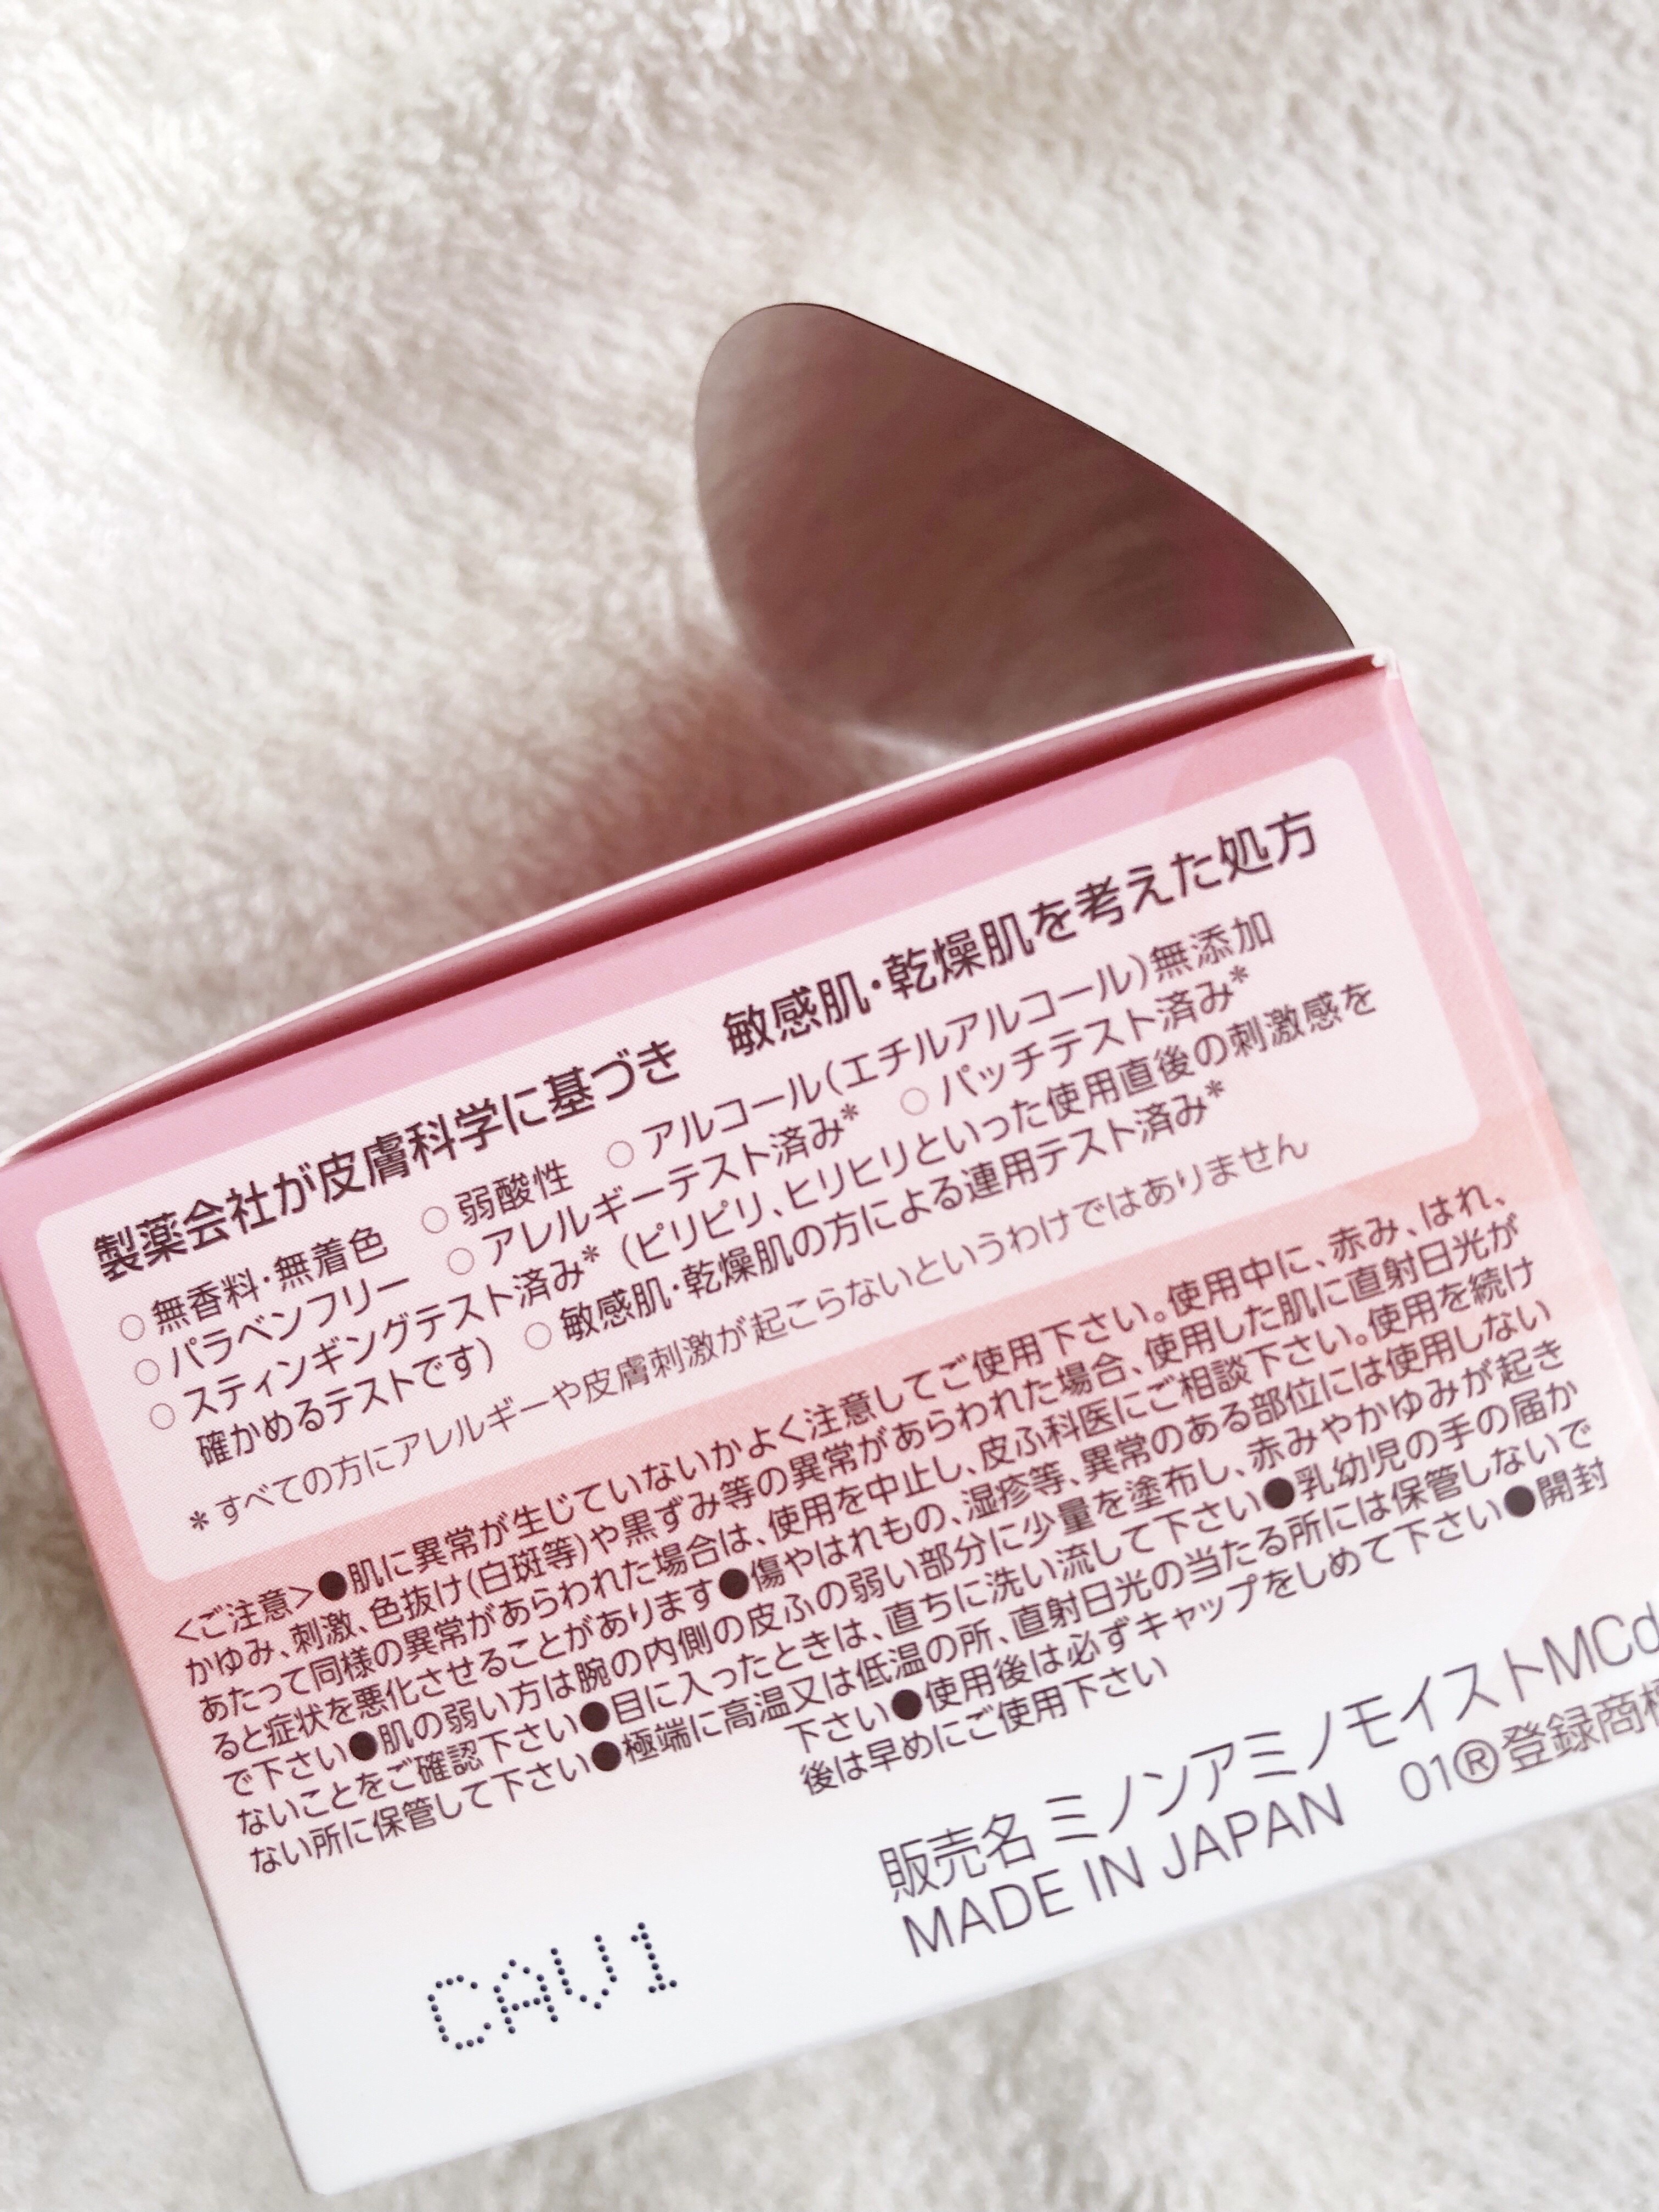 製薬会社が皮膚科学に基づき　敏感肌・乾燥肌を考えた処方
○ 無香料・無着色　○ 弱酸性　○ アルコール(エチルアルコール)無添加
○ パラベンフリー　○ アレルギーテスト済み*　○ パッチテスト済み*
○ スティンギングテスト済み*（ピリピリ、ヒリヒリといった使用直後の刺激感を
確かめるテストです）　○ 敏感肌・乾燥肌の方による連用テスト済み*
*すべての方にアレルギーや皮膚刺激が起こらないというわけではありません
<ご注意>●肌に異常が生じていないかよく注意してご使用下さい。使用中に、赤み、はれ、
かゆみ、刺激、色抜け(白斑等)や黒ずみ等の異常があらわれた場合、使用した肌に直射日光が
あたって同様の異常があらわれた場合は、使用を中止し、皮ふ科医にご相談下さい。使用を続け
ると症状を悪化させることがあります●傷やはれもの、湿疹等、異常のある部位には使用しない
で下さい●肌の弱い方は腕の内側の皮ふの弱い部分に少量を塗布し、赤みやかゆみが起き
ないことをご確認下さい●目に入ったときは、直ちに洗い流して下さい●乳幼児の手の届か
ない所に保管して下さい●極端に高温又は低温の所、直射日光の当たる所には保管しないで
下さい●使用後は必ずキャップをしめて下さい●開封
後は早めにご使用下さい
販売名 ミノンアミノモイストMCd
MADE IN JAPAN　01®登録商標
CAV1